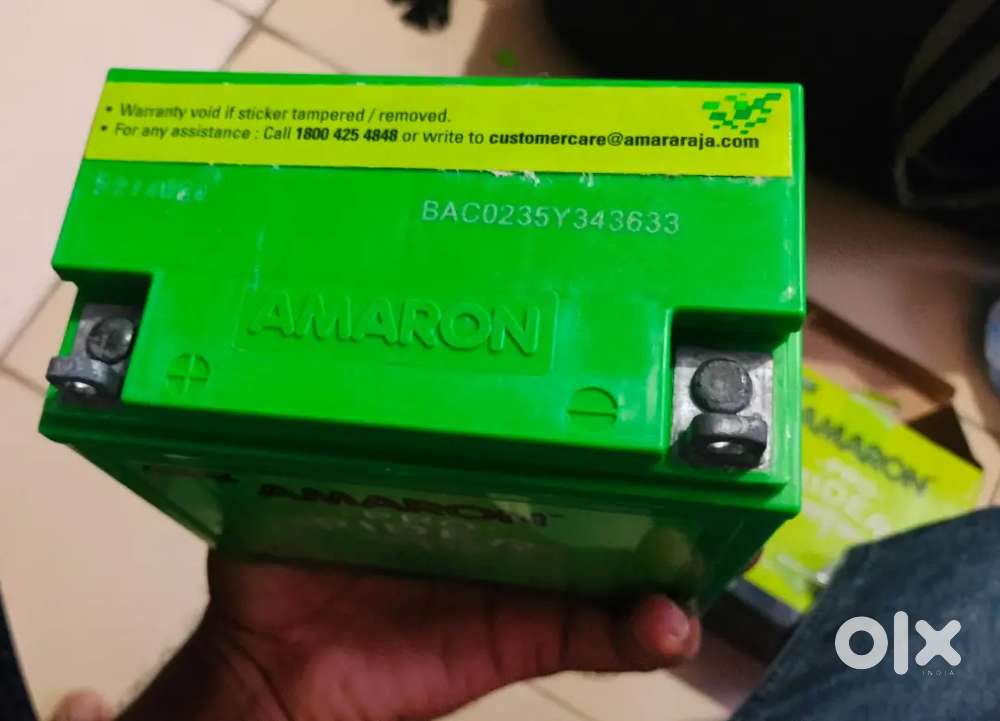 • Warranty void if sticker tampered / removed.
• For any assistance : Call 1800 425 4848 or write to customercare@amararaja.com
BAC0235Y343633
AMARON
+
−
AMARON
AMARON
olx
INDIA